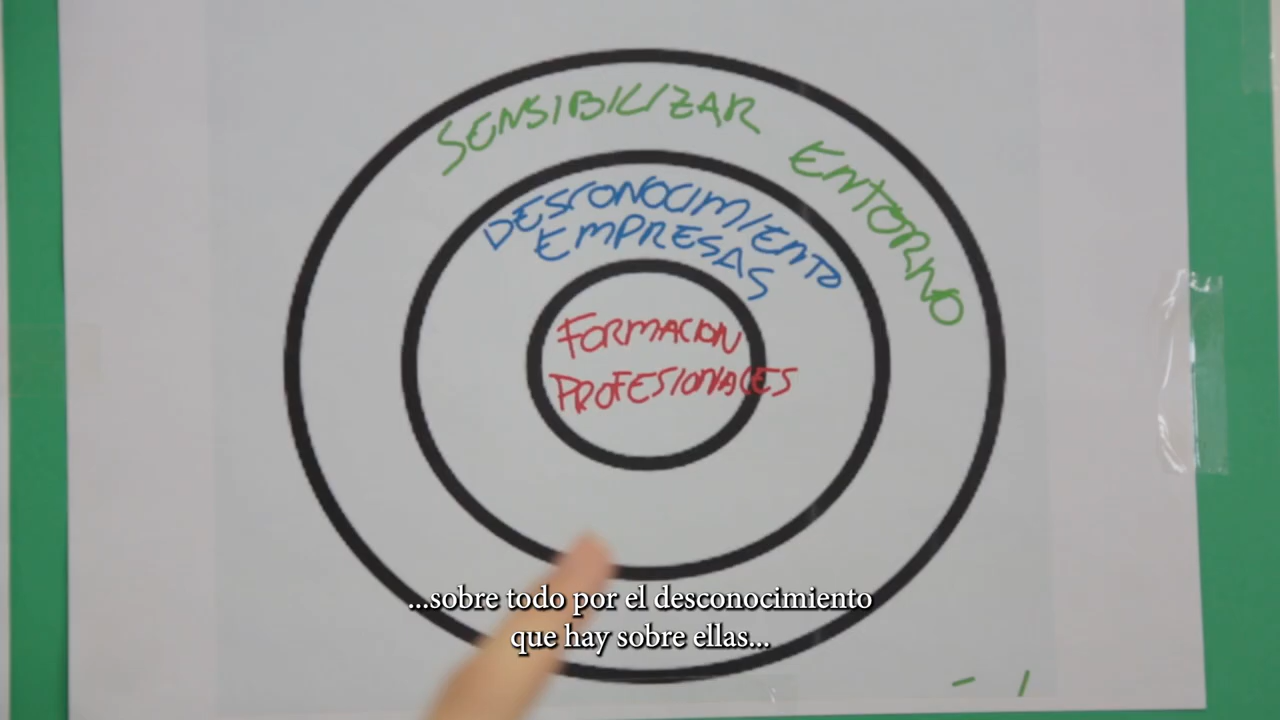 SENSIBILIZAR ENTORNO
DESCONOCIMIENTO
EMPRESAS
FORMACION
PROFESIONALES
...sobre todo por el desconocimiento
que hay sobre ellas...